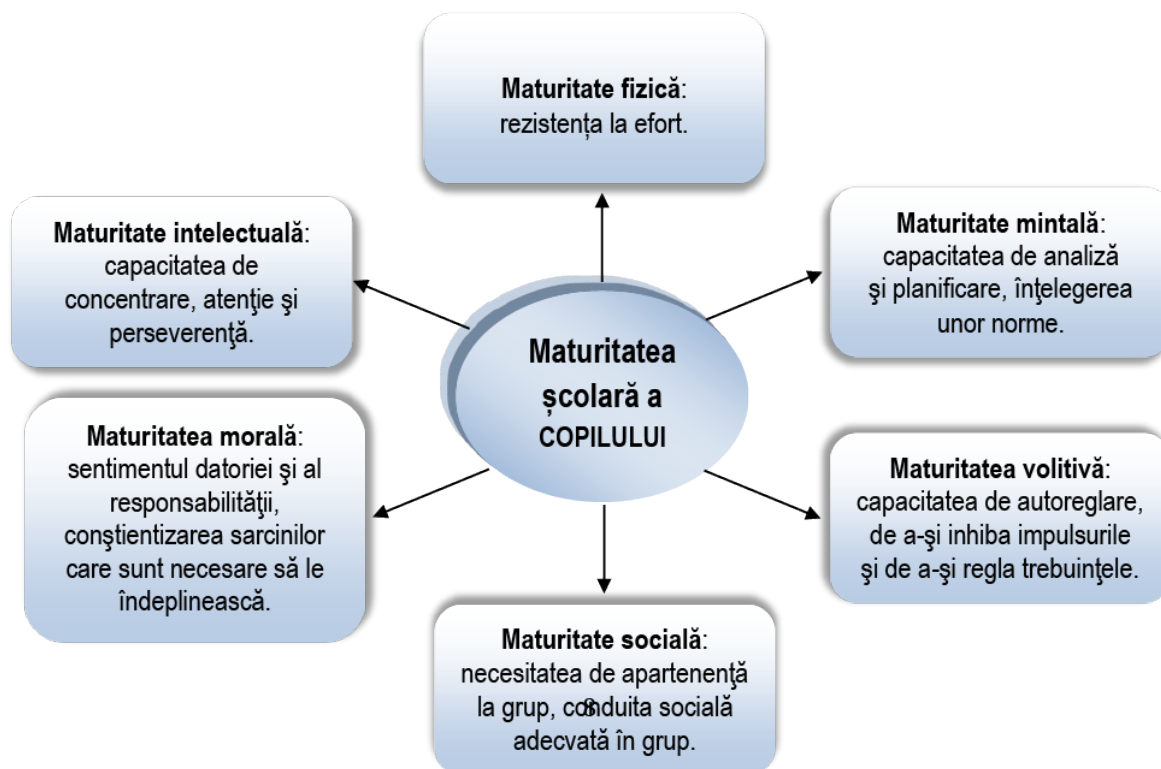 Maturitate fizică:
rezistența la efort.
Maturitate intelectuală:
capacitatea de
concentrare, atenţie şi
perseverenţă.
Maturitate mintală:
capacitatea de analiză
şi planificare, înţelegerea
unor norme.
Maturitatea
școlară a
COPILULUI
Maturitatea morală:
sentimentul datoriei şi al
responsabilităţii,
conştientizarea sarcinilor
care sunt necesare să le
îndeplinească.
Maturitatea volitivă:
capacitatea de autoreglare,
de a-şi inhiba impulsurile
şi de a-şi regla trebuinţele.
Maturitate socială:
necesitatea de apartenenţă
la grup, conduita socială
adecvată în grup.
8